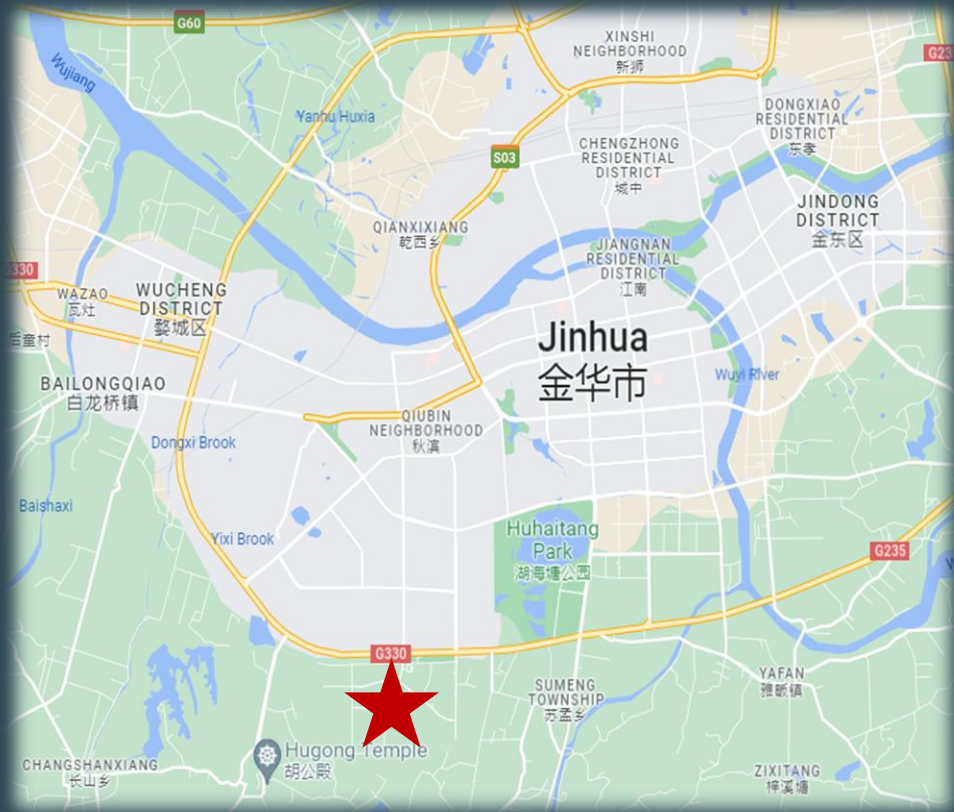 G60
XINSHI
NEIGHBORHOOD
新狮
G23
Wujiang
Yanhu Huxia
DONGXIAO
RESIDENTIAL
DISTRICT
东孝
S03
CHENGZHONG
RESIDENTIAL
DISTRICT
城中
JINDONG
DISTRICT
金东区
QIANXIXIANG
乾西乡
JIANGNAN
RESIDENTIAL
DISTRICT
江南
G330
WAZAO
瓦灶
WUCHENG
DISTRICT
婺城区
后童村
Jinhua
金华市
Wuyi River
BAILONGQIAO
白龙桥镇
QIUBIN
NEIGHBORHOOD
秋滨
Dongxi Brook
Baishaxi
Yixi Brook
Huhaitang
Park
湖海塘公园
G235
G330
SUMENG
TOWNSHIP
苏孟乡
YAFAN
雅畈镇
Hugong Temple
胡公殿
CHANGSHANXIANG
长山乡
ZIXITANG
梓溪塘